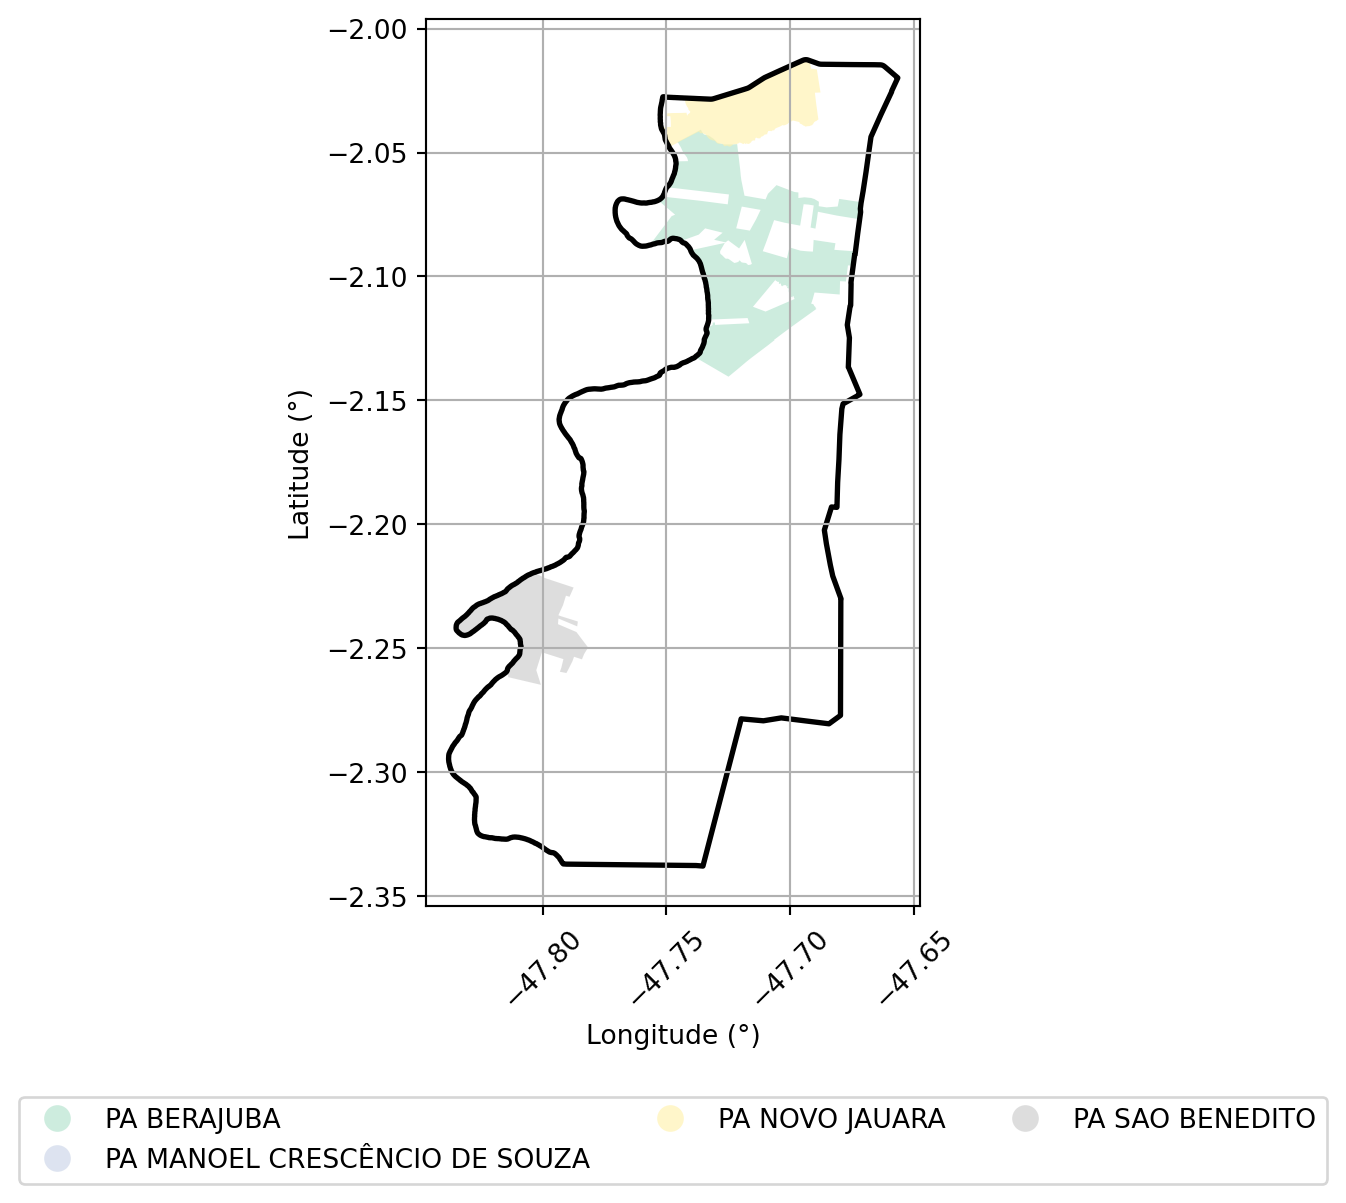 −2.00
−2.05
−2.10
−2.15
−2.20
−2.25
−2.30
−2.35
Latitude (°)
−47.80
−47.75
−47.70
−47.65
Longitude (°)
PA BERAJUBA
PA MANOEL CRESCÊNCIO DE SOUZA
PA NOVO JAUARA
PA SAO BENEDITO